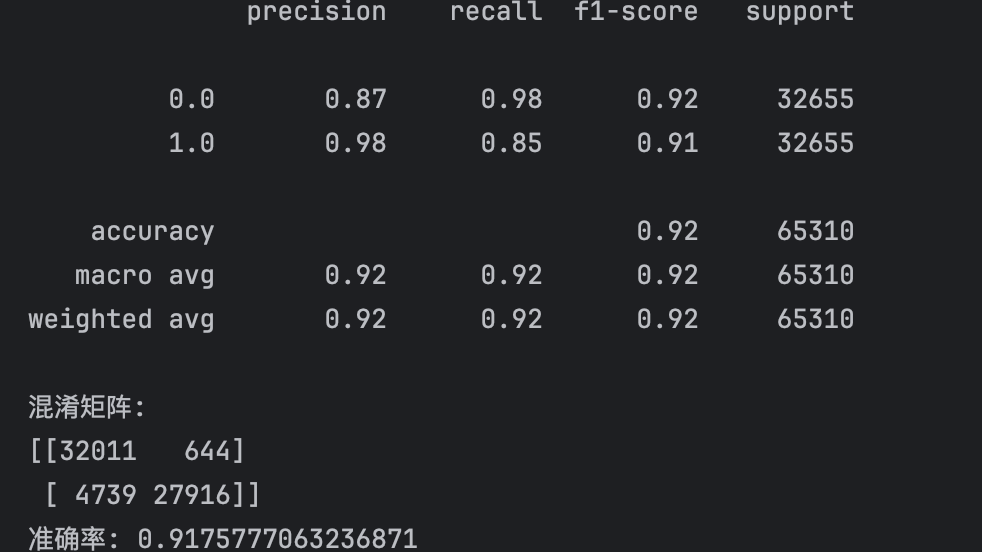 precision recall f1-score support
0.0 0.87 0.98 0.92 32655
1.0 0.98 0.85 0.91 32655
accuracy 0.92 65310
macro avg 0.92 0.92 0.92 65310
weighted avg 0.92 0.92 0.92 65310
混淆矩阵:
[[32011 644]
[ 4739 27916]]
准确率: 0.9175777063236871